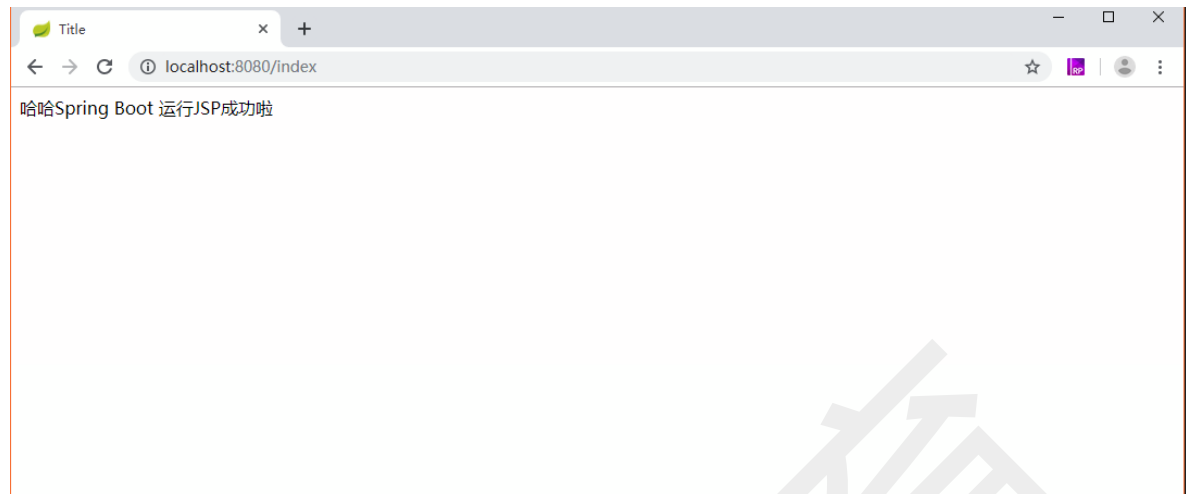 Title
localhost:8080/index
RP
哈哈Spring Boot 运行JSP成功啦